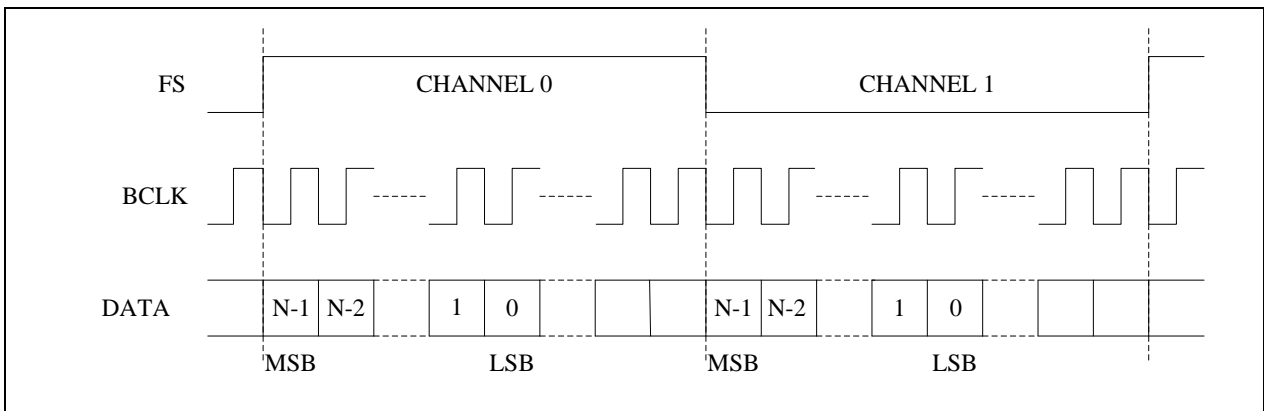 FS CHANNEL 0 CHANNEL 1
BCLK
DATA N-1 N-2 1 0 N-1 N-2 1 0
MSB LSB MSB LSB